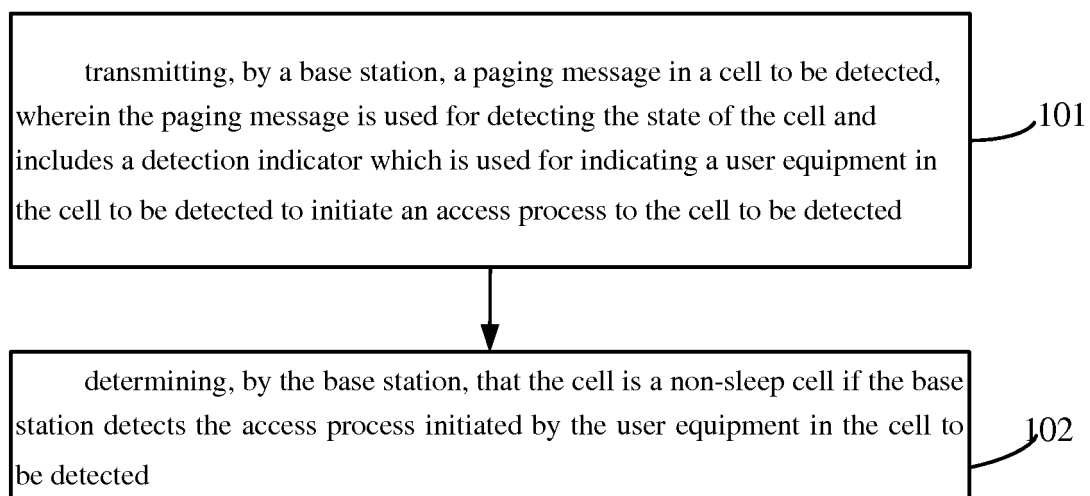 transmitting, by a base station, a paging message in a cell to be detected,
wherein the paging message is used for detecting the state of the cell and
includes a detection indicator which is used for indicating a user equipment in
the cell to be detected to initiate an access process to the cell to be detected
101
determining, by the base station, that the cell is a non-sleep cell if the base
station detects the access process initiated by the user equipment in the cell to
be detected
102